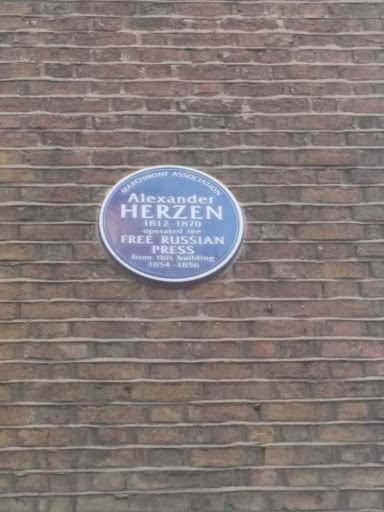 MARCHMONT ASSOCIATION
Alexander
HERZEN
1812-1870
operated the
FREE RUSSIAN
PRESS
from this building
1854-1856